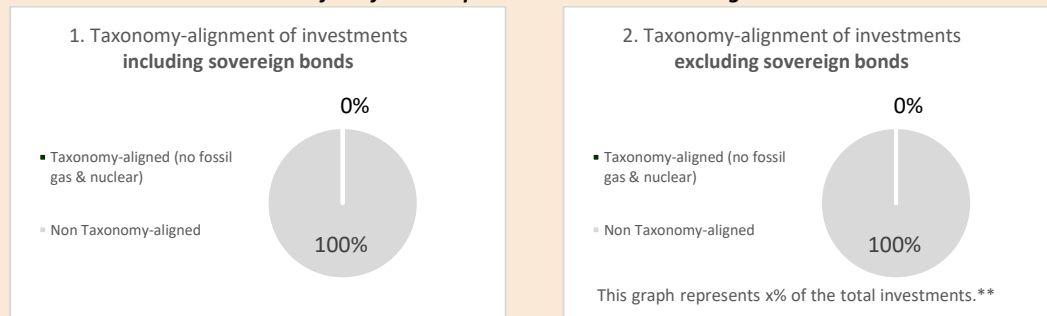 1. Taxonomy-alignment of investments
including sovereign bonds
0%
Taxonomy-aligned (no fossil
gas & nuclear)
Non Taxonomy-aligned
100%
2. Taxonomy-alignment of investments
excluding sovereign bonds
0%
Taxonomy-aligned (no fossil
gas & nuclear)
Non Taxonomy-aligned
100%
This graph represents x% of the total investments.**